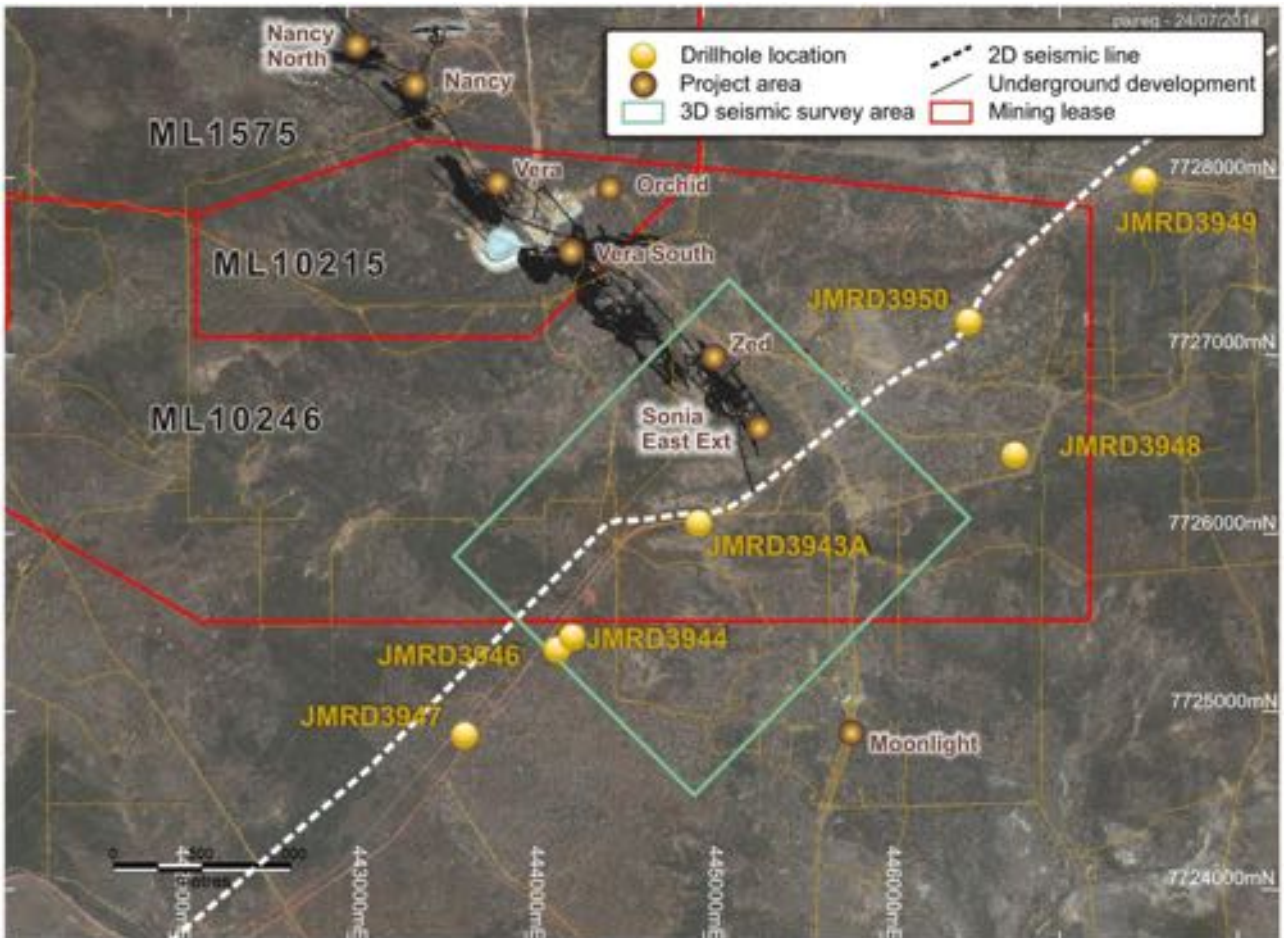 paireg - 24/07/2014
Drillhole location
Project area
3D seismic survey area
2D seismic line
Underground development
Mining lease
Nancy
North
Nancy
ML1575
Vera
Orchid
7728000mN
JMRD3949
ML10215
Vera South
JMRD3950
Zed
7727000mN
ML10246
Sonia
East Ext
JMRD3948
7726000mN
JMRD3943A
JMRD3944
JMRD3946
JMRD3947
7725000mN
Moonlight
0
443000mE
444000mE
445000mE
446000mE
7724000mN